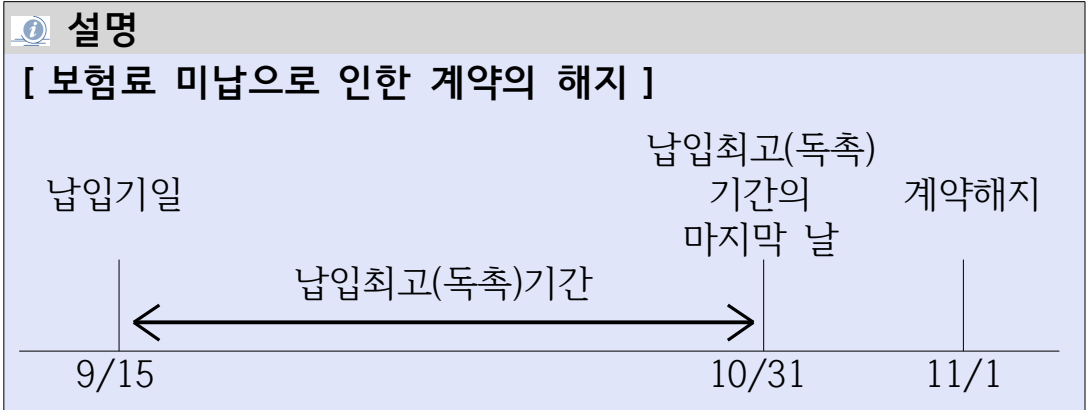 설명
[ 보험료 미납으로 인한 계약의 해지 ]
납입기일
납입최고(독촉)
기간의
마지막 날
계약해지
납입최고(독촉)기간
9/15
10/31
11/1